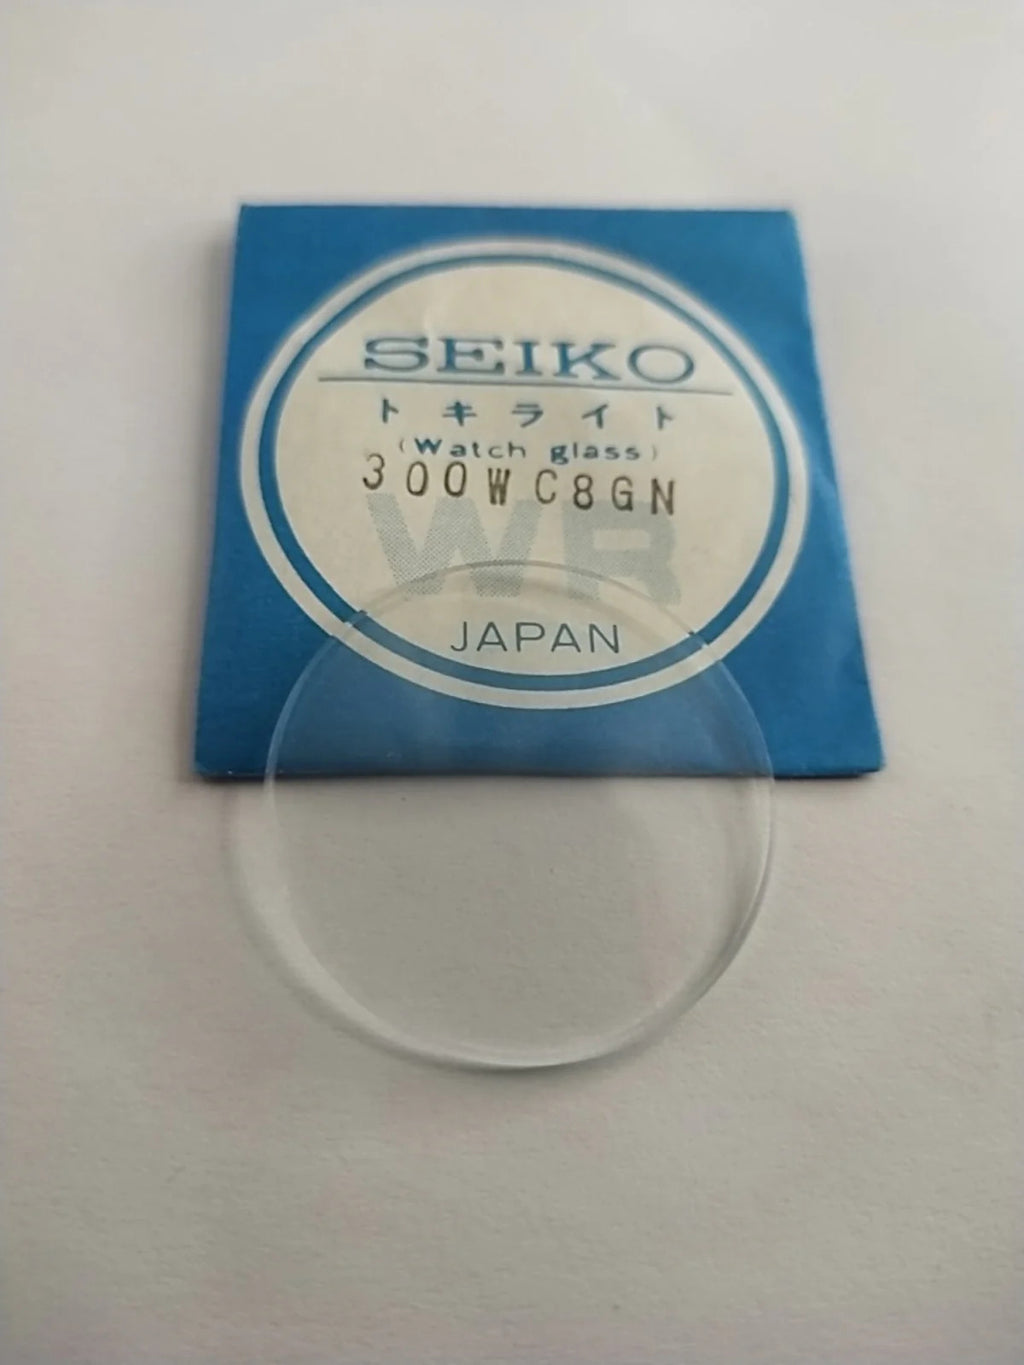 SEIKO
トキライト
(Watch glass)
300WC8GN
WR
JAPAN